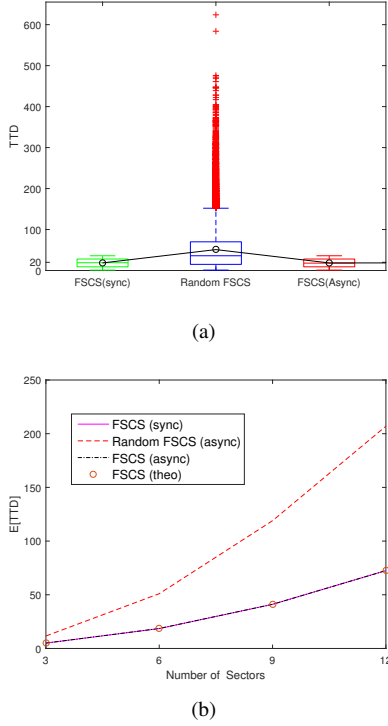 600
500
400
300
200
100
20
0
TTD
FSCS(sync)
Random FSCS
FSCS(Async)
(a)
250
200
150
100
50
0
E[TTD]
FSCS (sync)
Random FSCS (async)
FSCS (async)
FSCS (theo)
3
6
9
12
Number of Sectors
(b)